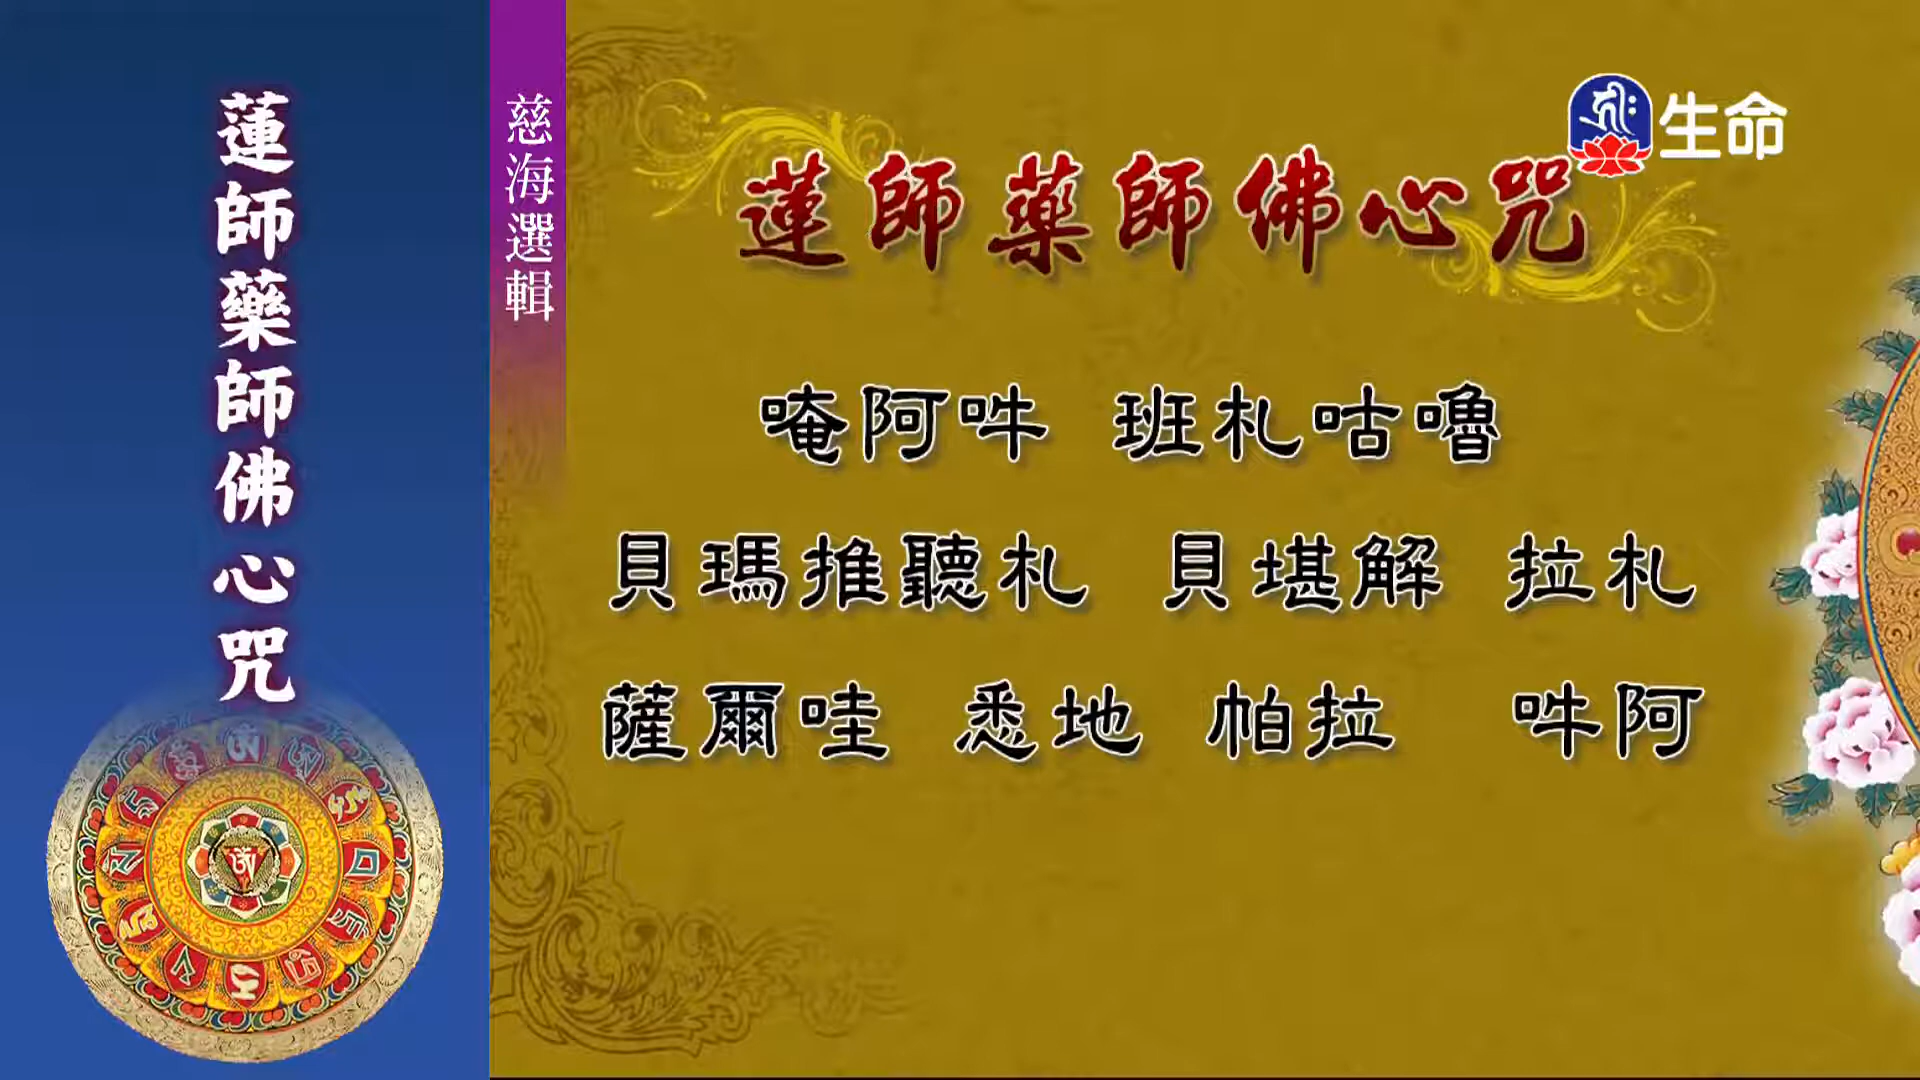 蓮師藥師佛心咒
慈海選輯
生命
蓮師薬師佛心咒
唵阿吽 班札咕嚕
貝瑪推聽札 貝堪解 拉札
薩爾哇 悉地 帕拉 吽阿